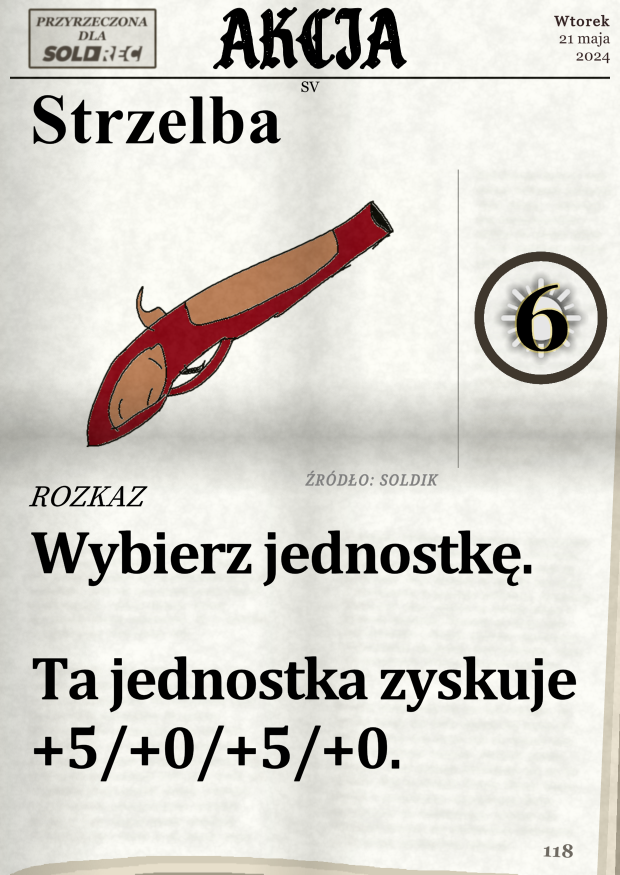 PRZYRZECZONA
DLA
SOLDREC
AKCJA
Wtorek
21 maja
2024
SV
Strzelba
6
ŹRÓDŁO: SOLDIK
ROZKAZ
Wybierz jednostkę.
Ta jednostka zyskuje
+5/+0/+5/+0.
118